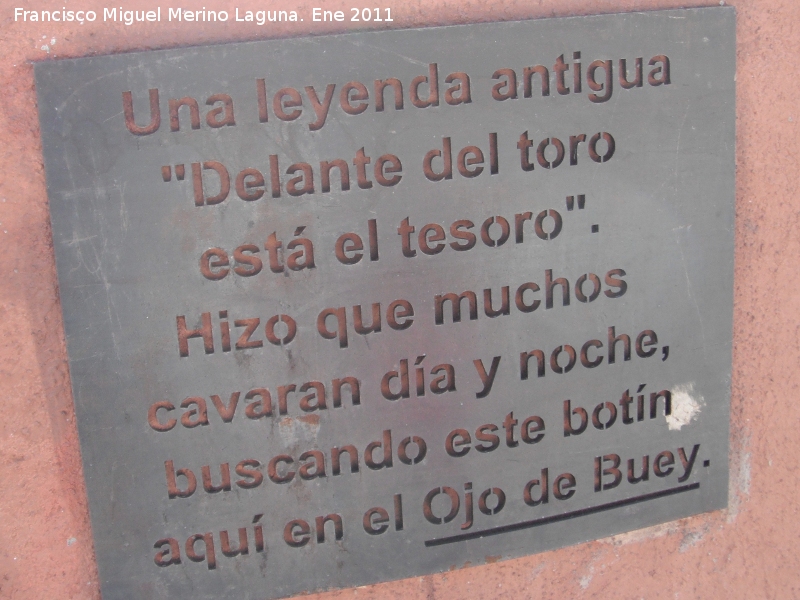 Francisco Miguel Merino Laguna. Ene 2011
Una leyenda antigua
"Delante del toro
está el tesoro".
Hizo que muchos
cavaran día y noche,
buscando este botín
aquí en el Ojo de Buey.